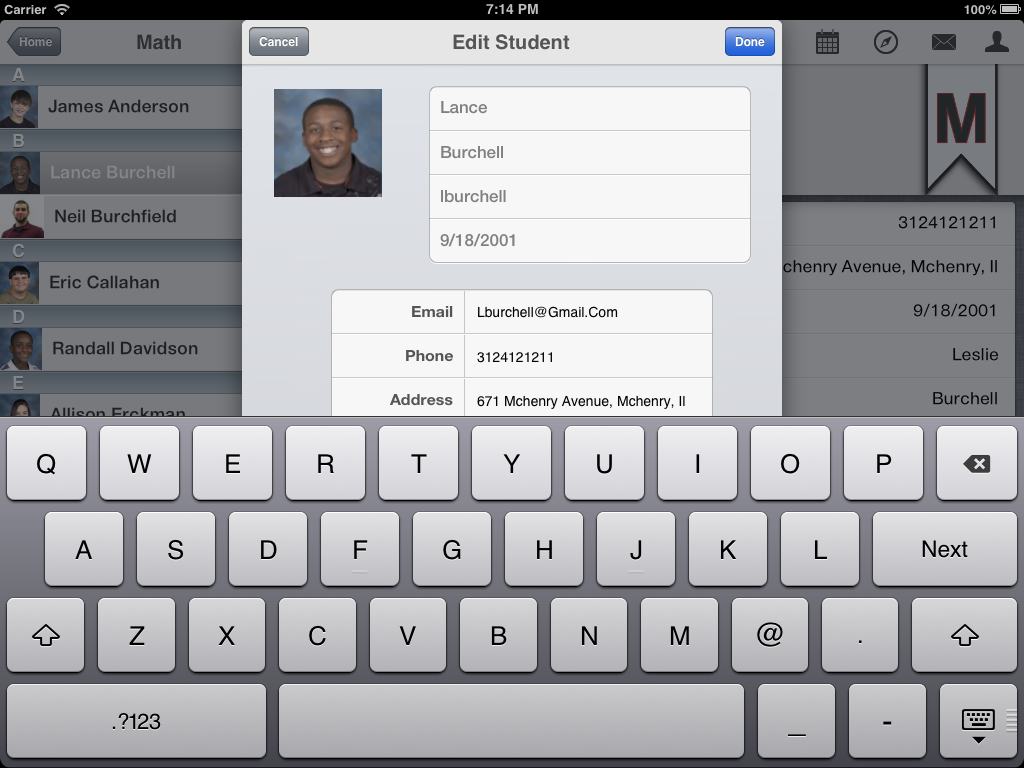 Carrier 7:14 PM 100%
Home Math Cancel Edit Student Done
A
James Anderson
B
Lance Burchell
Neil Burchfield
C
Eric Callahan
D
Randall Davidson
E
Allison Erckman
Lance
Burchell
lburchell
9/18/2001
Email Lburchell@Gmail.Com
Phone 3124121211
Address 671 Mchenry Avenue, Mchenry, Il
M
3124121211
chenry Avenue, Mchenry, Il
9/18/2001
Leslie
Burchell
Q W E R T Y U I O P
A S D F G H J K L Next
Z X C V B N M @ .
.?123 _ -